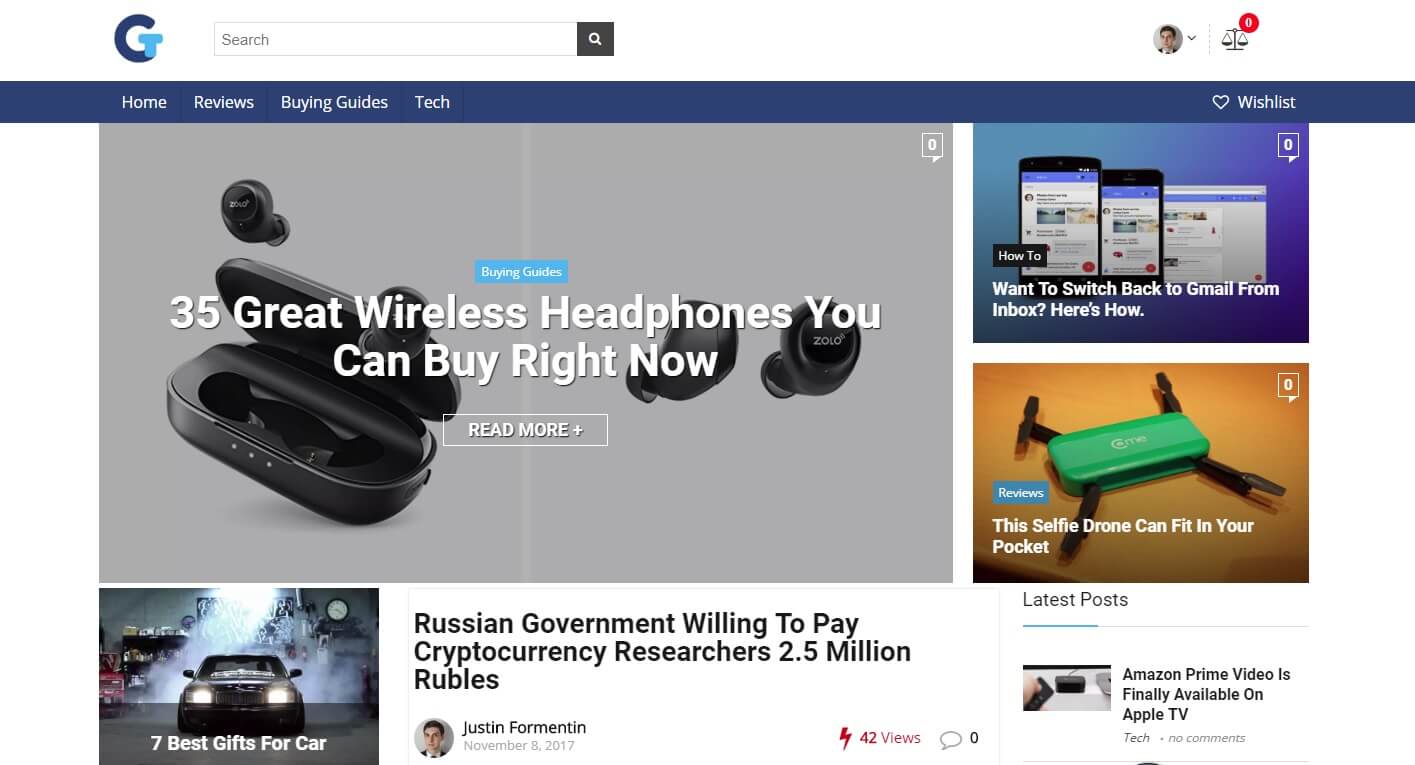 GT
Search
0
Home
Reviews
Buying Guides
Tech
Wishlist
0
ZOLO
Buying Guides
35 Great Wireless Headphones You
Can Buy Right Now
ZOLO
READ MORE +
0
How To
Want To Switch Back to Gmail From
Inbox? Here’s How.
0
me
Reviews
This Selfie Drone Can Fit In Your
Pocket
7 Best Gifts For Car
Russian Government Willing To Pay
Cryptocurrency Researchers 2.5 Million
Rubles
Justin Formentin
November 8, 2017
42 Views
0
Latest Posts
Amazon Prime Video Is
Finally Available On
Apple TV
Tech • no comments